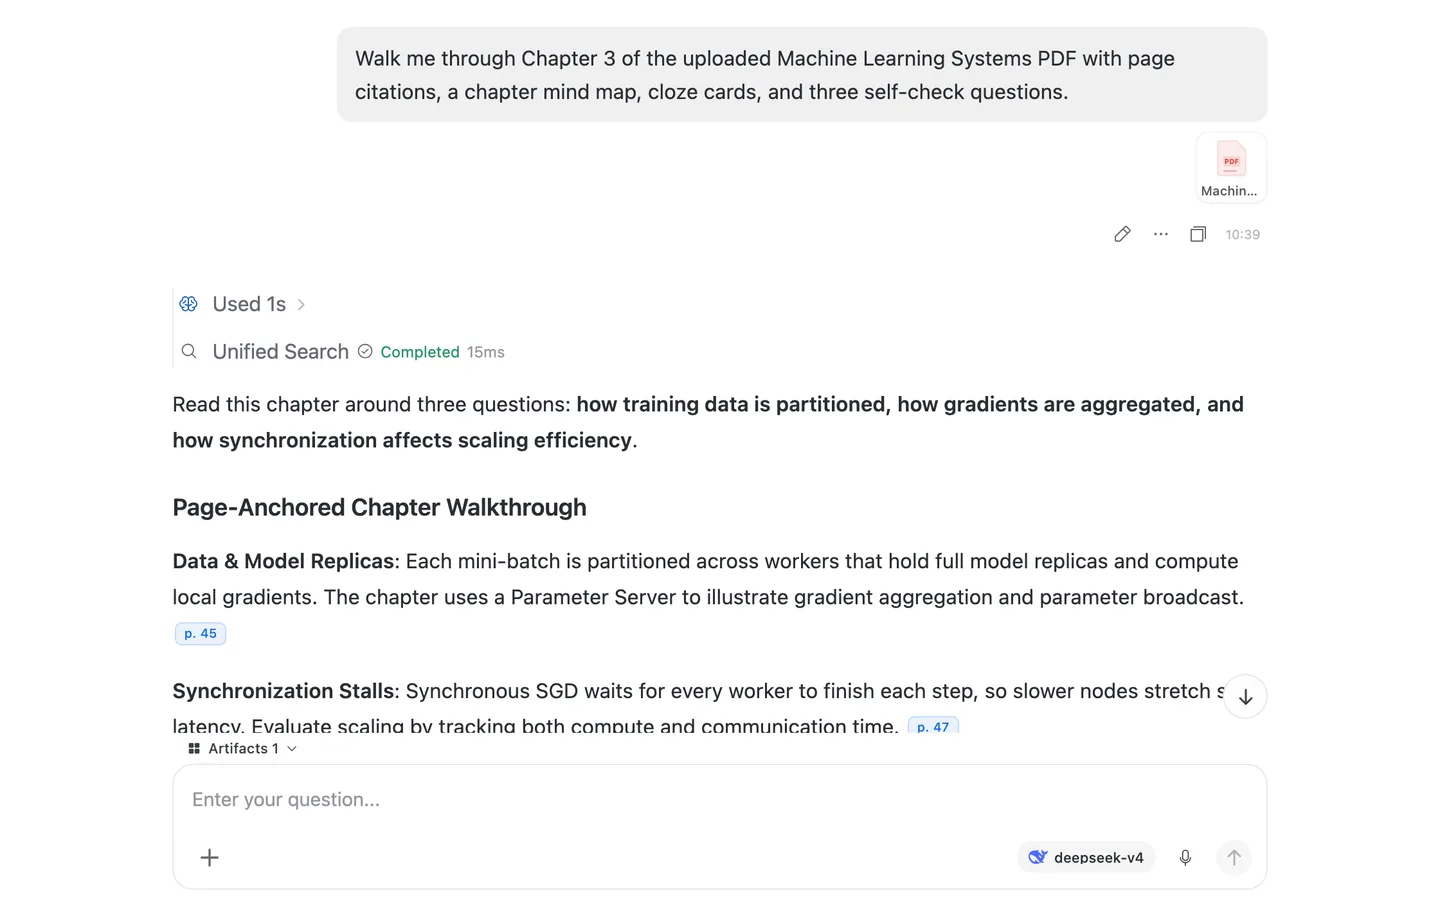 Walk me through Chapter 3 of the uploaded Machine Learning Systems PDF with page
citations, a chapter mind map, cloze cards, and three self-check questions.
PDF
Machin...
10:39
Used 1s
Unified Search Completed 15ms
Read this chapter around three questions: how training data is partitioned, how gradients are aggregated, and
how synchronization affects scaling efficiency.
Page-Anchored Chapter Walkthrough
Data & Model Replicas: Each mini-batch is partitioned across workers that hold full model replicas and compute
local gradients. The chapter uses a Parameter Server to illustrate gradient aggregation and parameter broadcast.
p. 45
Synchronization Stalls: Synchronous SGD waits for every worker to finish each step, so slower nodes stretch
latency. Evaluate scaling by tracking both compute and communication time. p. 47
Artifacts 1
Enter your question...
deepseek-v4